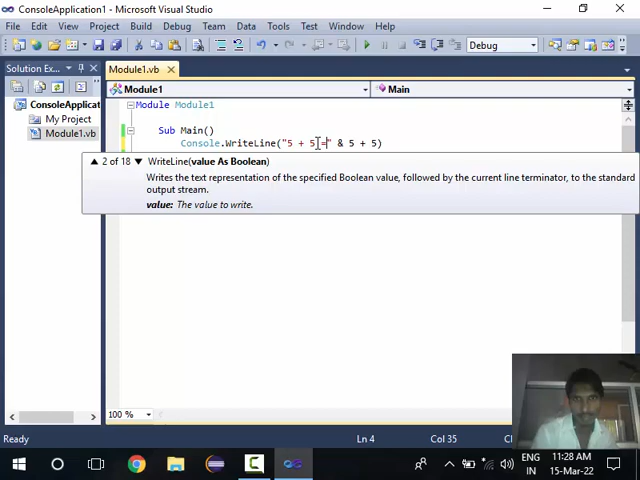 ConsoleApplication1 - Microsoft Visual Studio
File Edit View Project Build Debug Team Data Tools Test Window Help
Debug
Solution Ex...
Module1.vb
Module1
Main
ConsoleApplicat
My Project
Module1.vb
Module Module1
Sub Main()
Console.WriteLine("5 + 5 =" & 5 + 5)
2 of 18 WriteLine(value As Boolean)
Writes the text representation of the specified Boolean value, followed by the current line terminator, to the standard
output stream.
value: The value to write.
100 %
Ready
Ln 4
Col 35
ENG
IN
11:28 AM
15-Mar-22